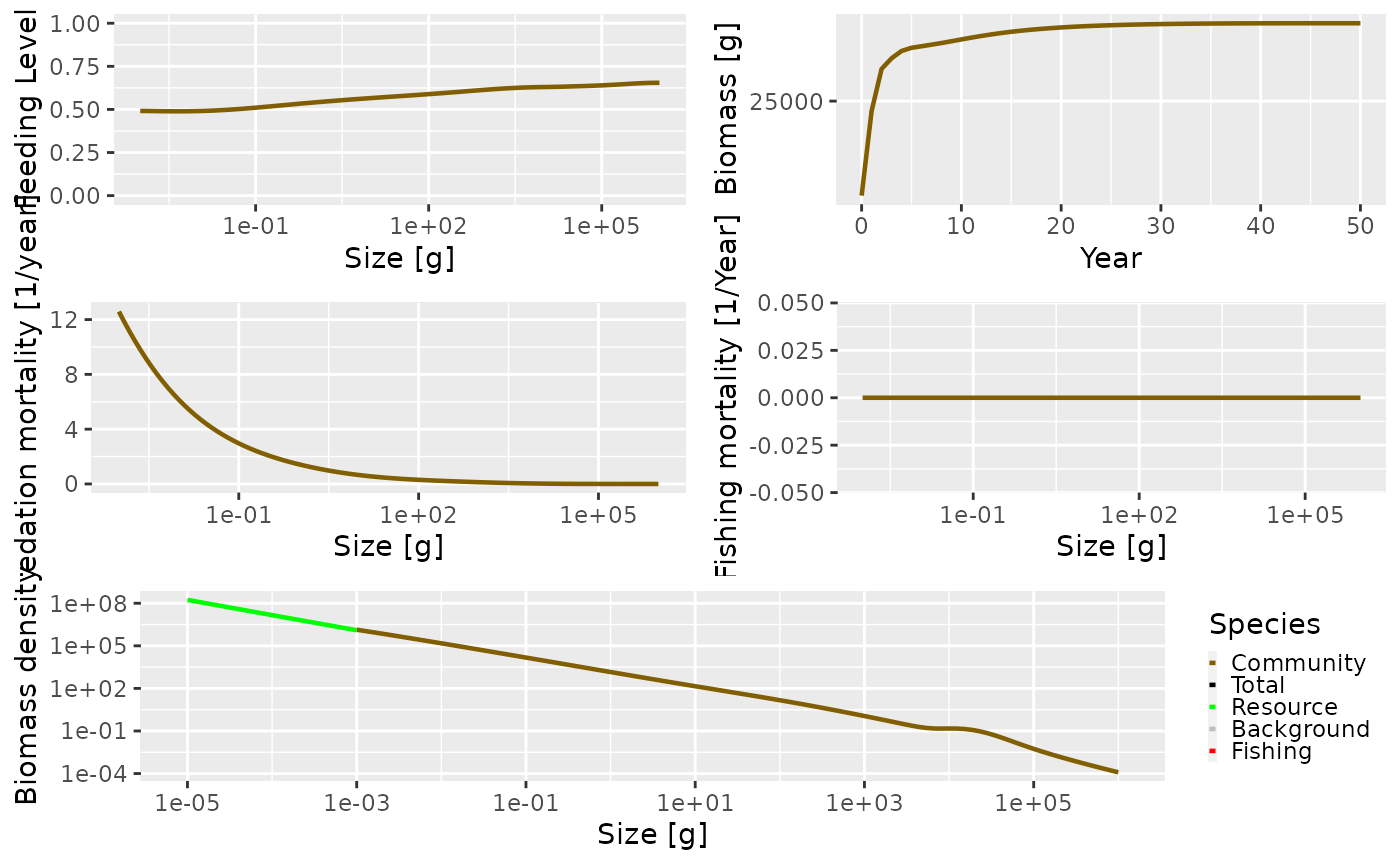 Feeding Level
1.00
0.75
0.50
0.25
0.00
1e-01 1e+02 1e+05
Size [g]
Biomass [g]
25000
0 10 20 30 40 50
Year
edation mortality [1/year]
12
8
4
0
1e-01 1e+02 1e+05
Size [g]
Fishing mortality [1/Year]
0.050
0.025
0.000
-0.025
-0.050
1e-01 1e+02 1e+05
Size [g]
Biomass density
1e+08
1e+05
1e+02
1e-01
1e-04
1e-05 1e-03 1e-01 1e+01 1e+03 1e+05
Size [g]
Species
Community
Total
Resource
Background
Fishing